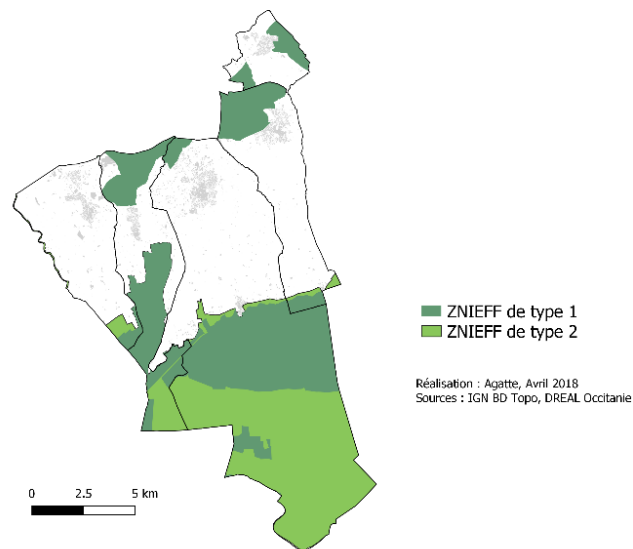 ZNIEFF de type 1
ZNIEFF de type 2
Réalisation : Agatte, Avril 2018
Sources : IGN BD Topo, DREAL Occitanie
0 2.5 5 km